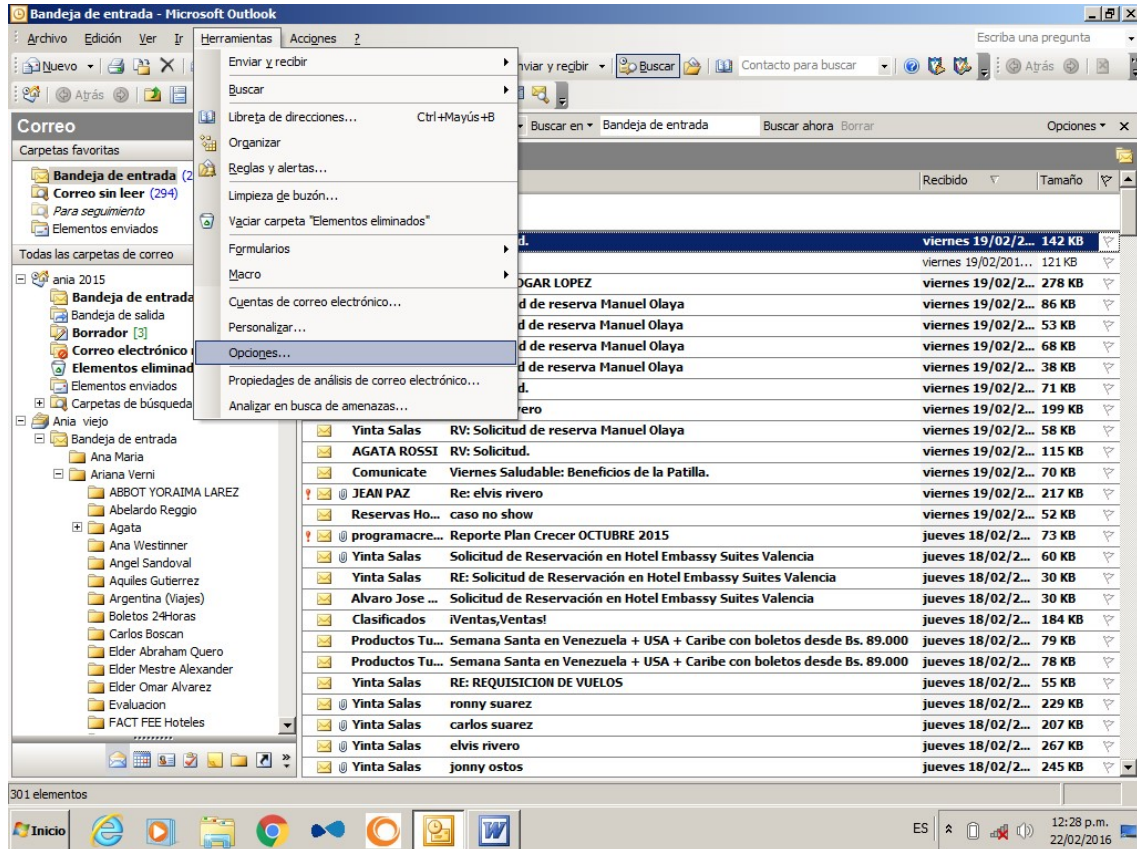 Bandeja de entrada - Microsoft Outlook
Archivo Edición Ver Ir Herramientas Acciones ? Escriba una pregunta
Nuevo Enviar y recibir Buscar Contacto para buscar Atrás
Atrás
Enviar y recibir
Buscar
Libreta de direcciones... Ctrl+Mayús+B
Organizar
Reglas y alertas...
Limpieza de buzón...
Vaciar carpeta "Elementos eliminados"
Formularios
Macro
Cuentas de correo electrónico...
Personalizar...
Opciones...
Propiedades de análisis de correo electrónico...
Analizar en busca de amenazas...
Correo
Carpetas favoritas
Bandeja de entrada (2
Correo sin leer (294)
Para seguimiento
Elementos enviados
Todas las carpetas de correo
ania 2015
Bandeja de entrada
Bandeja de salida
Borrador [3]
Correo electrónico
Elementos eliminad
Elementos enviados
Carpetas de búsqueda
Ania viejo
Bandeja de entrada
Ana Maria
Ariana Verni
ABBOT YORAIMA LAREZ
Abelardo Reggio
Agata
Ana Westinner
Angel Sandoval
Aquiles Gutierrez
Argentina (Viajes)
Boletos 24Horas
Carlos Boscan
Elder Abraham Quero
Elder Mestre Alexander
Elder Omar Alvarez
Evaluacion
FACT FEE Hoteles
Buscar en Bandeja de entrada Buscar ahora Borrar Opciones
Recibido Tamaño
d. viernes 19/02/2... 142 KB
viernes 19/02/201... 121 KB
OGAR LOPEZ viernes 19/02/2... 278 KB
d de reserva Manuel Olaya viernes 19/02/2... 86 KB
d de reserva Manuel Olaya viernes 19/02/2... 53 KB
d de reserva Manuel Olaya viernes 19/02/2... 68 KB
d de reserva Manuel Olaya viernes 19/02/2... 38 KB
d. viernes 19/02/2... 71 KB
vero viernes 19/02/2... 199 KB
Yinta Salas RV: Solicitud de reserva Manuel Olaya viernes 19/02/2... 58 KB
AGATA ROSSI RV: Solicitud. viernes 19/02/2... 115 KB
Comunicate Viernes Saludable: Beneficios de la Patilla. viernes 19/02/2... 70 KB
JEAN PAZ Re: elvis rivero viernes 19/02/2... 217 KB
Reservas Ho... caso no show viernes 19/02/2... 52 KB
programacre... Reporte Plan Crecer OCTUBRE 2015 jueves 18/02/2... 73 KB
Yinta Salas Solicitud de Reservación en Hotel Embassy Suites Valencia jueves 18/02/2... 60 KB
Yinta Salas RE: Solicitud de Reservación en Hotel Embassy Suites Valencia jueves 18/02/2... 30 KB
Alvaro Jose ... Solicitud de Reservación en Hotel Embassy Suites Valencia jueves 18/02/2... 30 KB
Clasificados ¡Ventas,Ventas! jueves 18/02/2... 184 KB
Productos Tu... Semana Santa en Venezuela + USA + Caribe con boletos desde Bs. 89.000 jueves 18/02/2... 79 KB
Productos Tu... Semana Santa en Venezuela + USA + Caribe con boletos desde Bs. 89.000 jueves 18/02/2... 78 KB
Yinta Salas RE: REQUISICION DE VUELOS jueves 18/02/2... 55 KB
Yinta Salas ronny suarez jueves 18/02/2... 229 KB
Yinta Salas carlos suarez jueves 18/02/2... 207 KB
Yinta Salas elvis rivero jueves 18/02/2... 267 KB
Yinta Salas jonny ostos jueves 18/02/2... 245 KB
301 elementos
Inicio ES 12:28 p.m.
22/02/2016